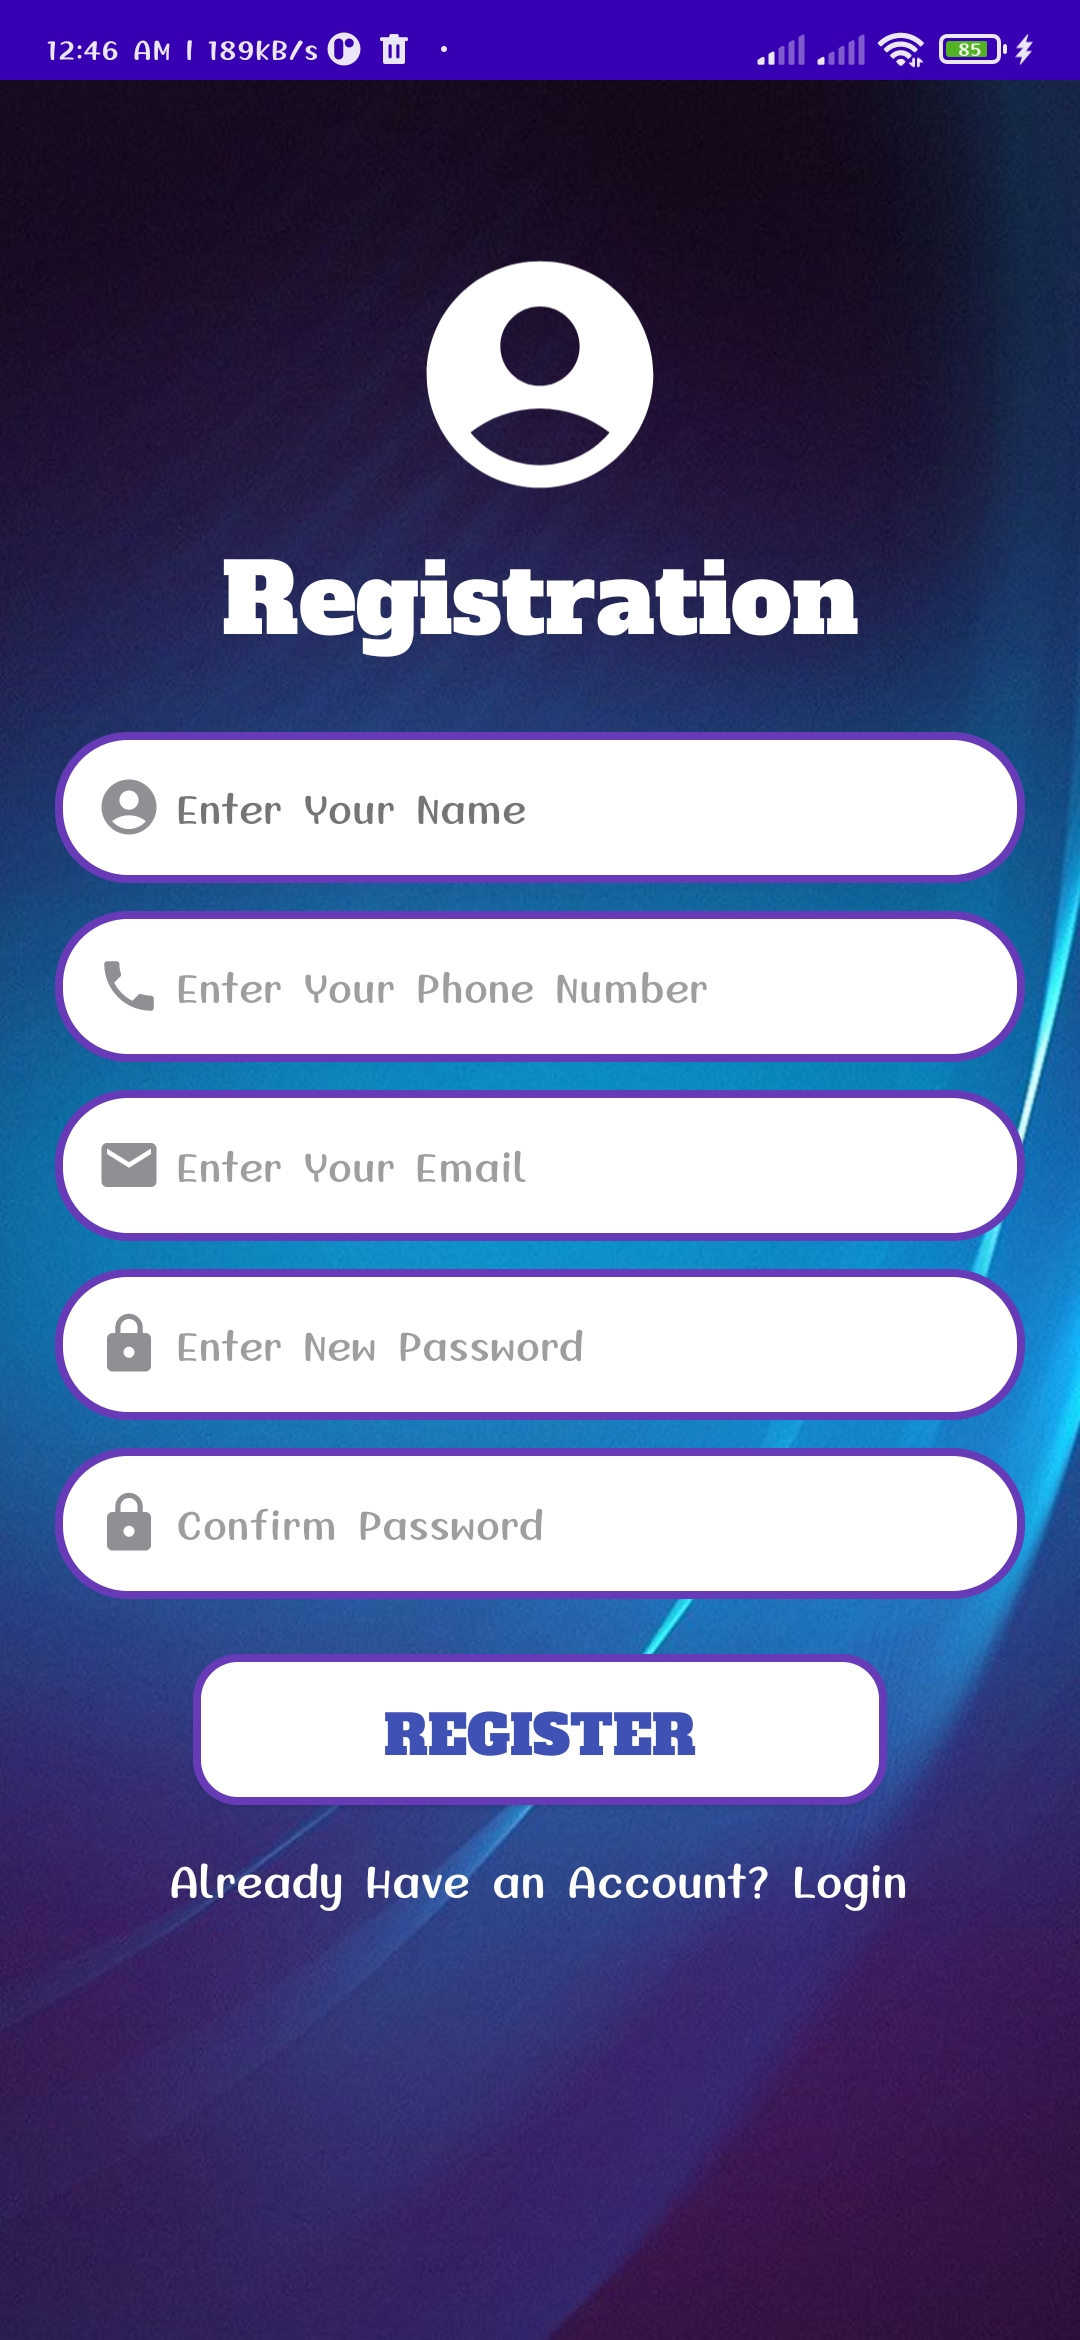 12:46 AM | 189kB/s
85
Registration
Enter Your Name
Enter Your Phone Number
Enter Your Email
Enter New Password
Confirm Password
REGISTER
Already Have an Account? Login